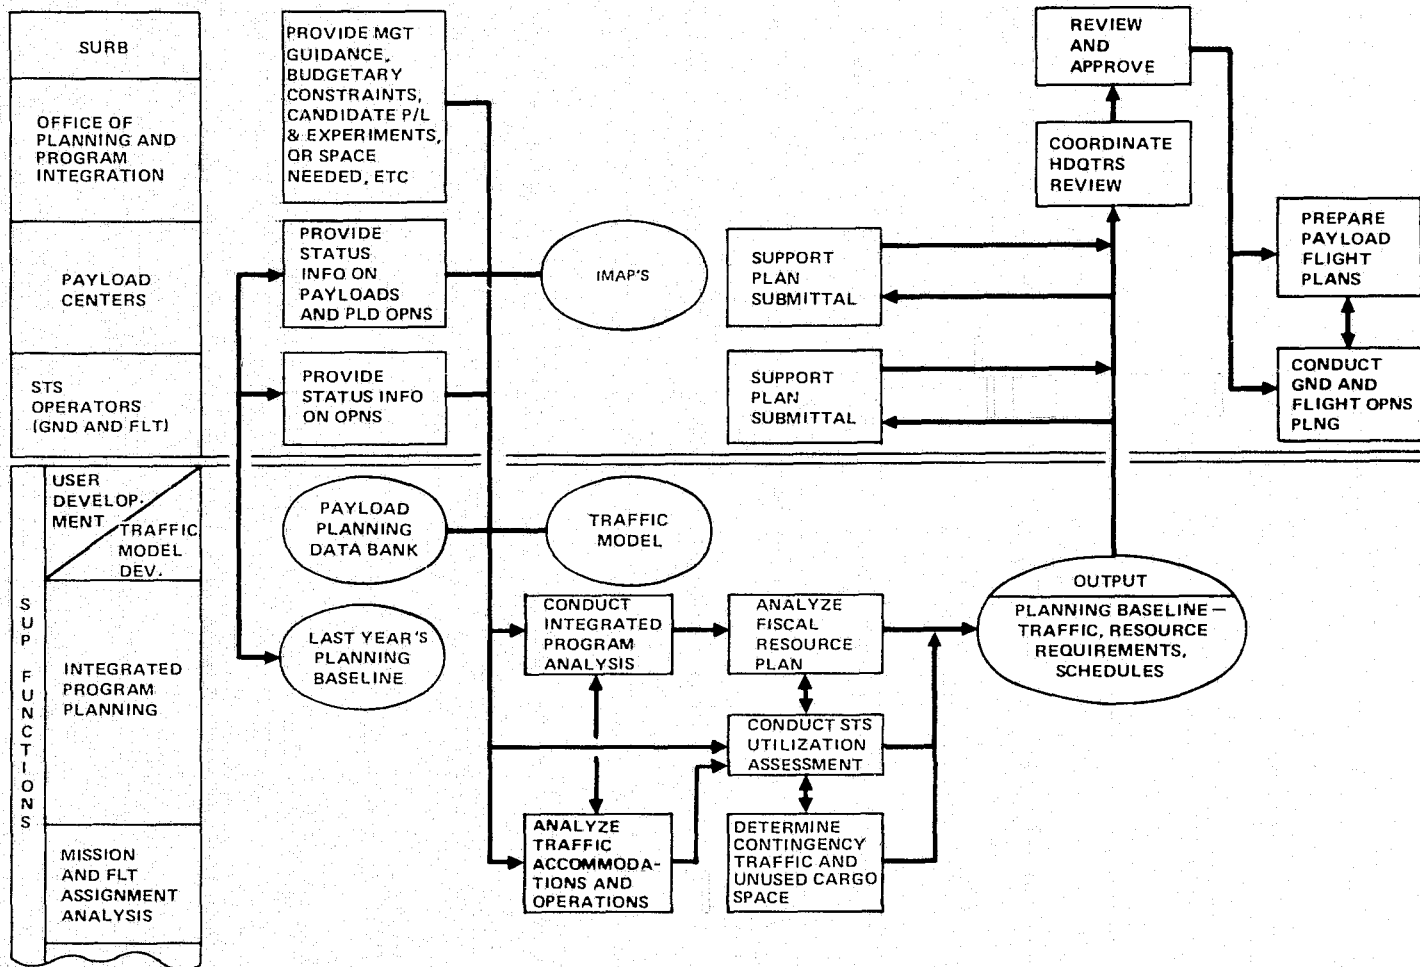 SURB
OFFICE OF
PLANNING AND
PROGRAM
INTEGRATION
PAYLOAD
CENTERS
STS
OPERATORS
(GND AND FLT)
SUP FUNCTIONS
USER
DEVELOP-
MENT
TRAFFIC
MODEL
DEV.
INTEGRATED
PROGRAM
PLANNING
MISSION
AND FLT
ASSIGNMENT
ANALYSIS
PROVIDE MGT
GUIDANCE,
BUDGETARY
CONSTRAINTS,
CANDIDATE P/L
& EXPERIMENTS,
OR SPACE
NEEDED, ETC
PROVIDE
STATUS
INFO ON
PAYLOADS
AND PLD OPNS
PROVIDE
STATUS INFO
ON OPNS
PAYLOAD
PLANNING
DATA BANK
LAST YEAR'S
PLANNING
BASELINE
IMAP'S
TRAFFIC
MODEL
CONDUCT
INTEGRATED
PROGRAM
ANALYSIS
ANALYZE
TRAFFIC
ACCOMMODA-
TIONS AND
OPERATIONS
SUPPORT
PLAN
SUBMITTAL
SUPPORT
PLAN
SUBMITTAL
ANALYZE
FISCAL
RESOURCE
PLAN
CONDUCT STS
UTILIZATION
ASSESSMENT
DETERMINE
CONTINGENCY
TRAFFIC AND
UNUSED CARGO
SPACE
REVIEW
AND
APPROVE
COORDINATE
HDQTRS
REVIEW
OUTPUT
PLANNING BASELINE —
TRAFFIC, RESOURCE
REQUIREMENTS,
SCHEDULES
PREPARE
PAYLOAD
FLIGHT
PLANS
CONDUCT
GND AND
FLIGHT OPNS
PLNG